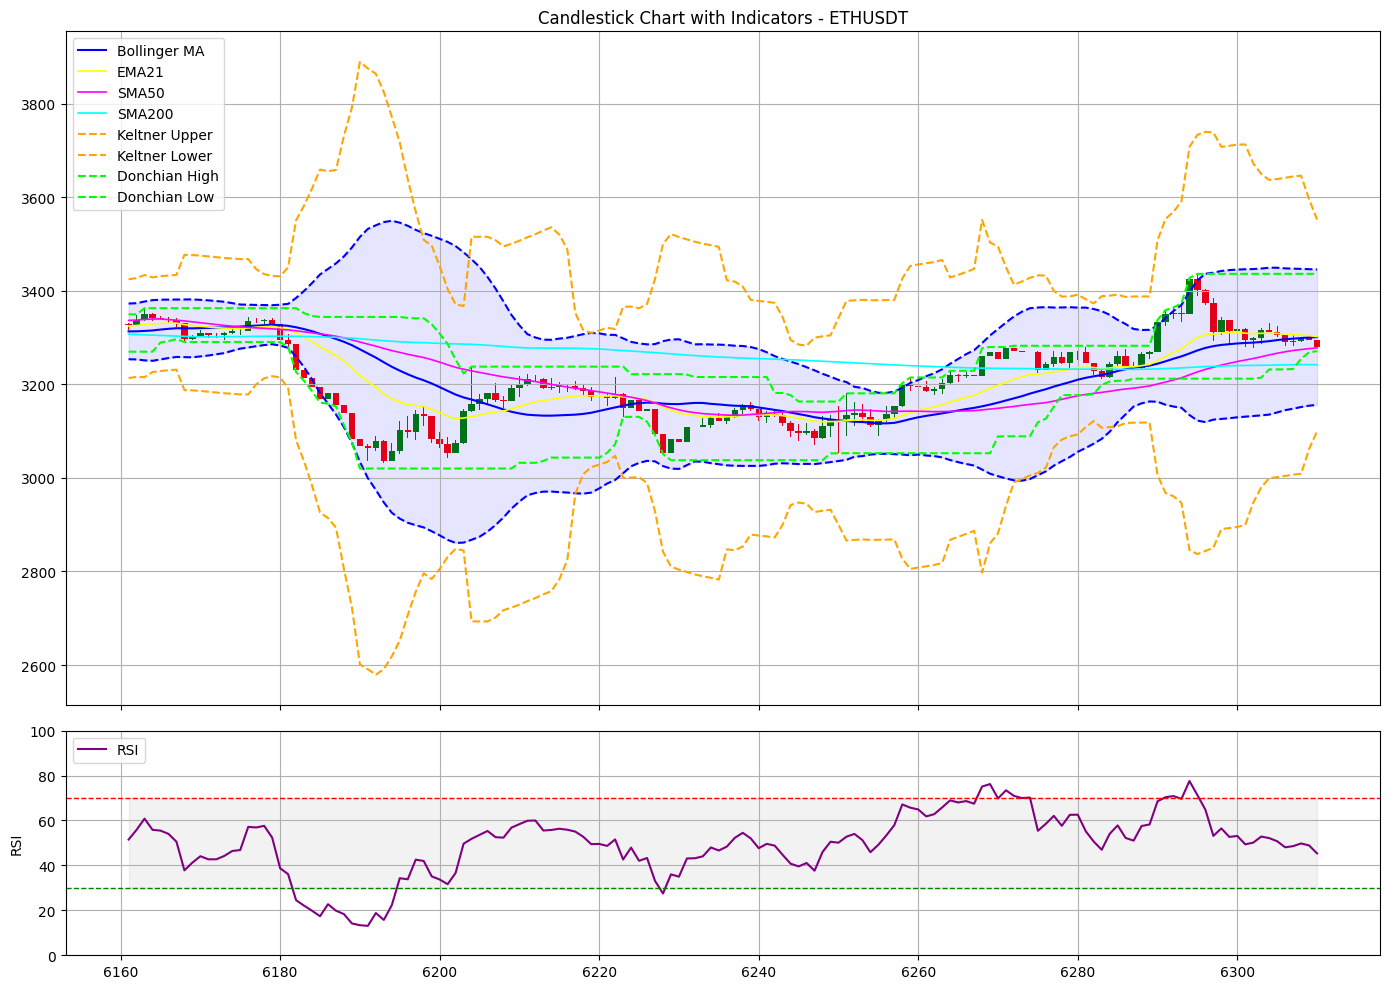 Candlestick Chart with Indicators - ETHUSDT
Bollinger MA
EMA21
SMA50
SMA200
Keltner Upper
Keltner Lower
Donchian High
Donchian Low
3800
3600
3400
3200
3000
2800
2600
RSI
100
80
60
40
20
0
RSI
6160 6180 6200 6220 6240 6260 6280 6300